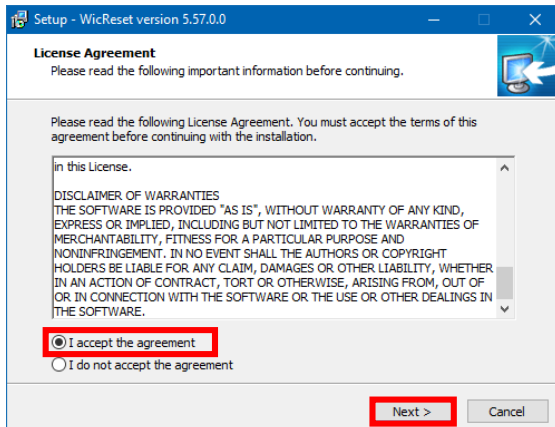 Setup - WicReset version 5.57.0.0
License Agreement
Please read the following important information before continuing.
Please read the following License Agreement. You must accept the terms of this
agreement before continuing with the installation.
in this License.
DISCLAIMER OF WARRANTIES
THE SOFTWARE IS PROVIDED "AS IS", WITHOUT WARRANTY OF ANY KIND,
EXPRESS OR IMPLIED, INCLUDING BUT NOT LIMITED TO THE WARRANTIES OF
MERCHANTABILITY, FITNESS FOR A PARTICULAR PURPOSE AND
NONINFRINGEMENT. IN NO EVENT SHALL THE AUTHORS OR COPYRIGHT
HOLDERS BE LIABLE FOR ANY CLAIM, DAMAGES OR OTHER LIABILITY, WHETHER
IN AN ACTION OF CONTRACT, TORT OR OTHERWISE, ARISING FROM, OUT OF
OR IN CONNECTION WITH THE SOFTWARE OR THE USE OR OTHER DEALINGS IN
THE SOFTWARE.
I accept the agreement
I do not accept the agreement
Next >
Cancel